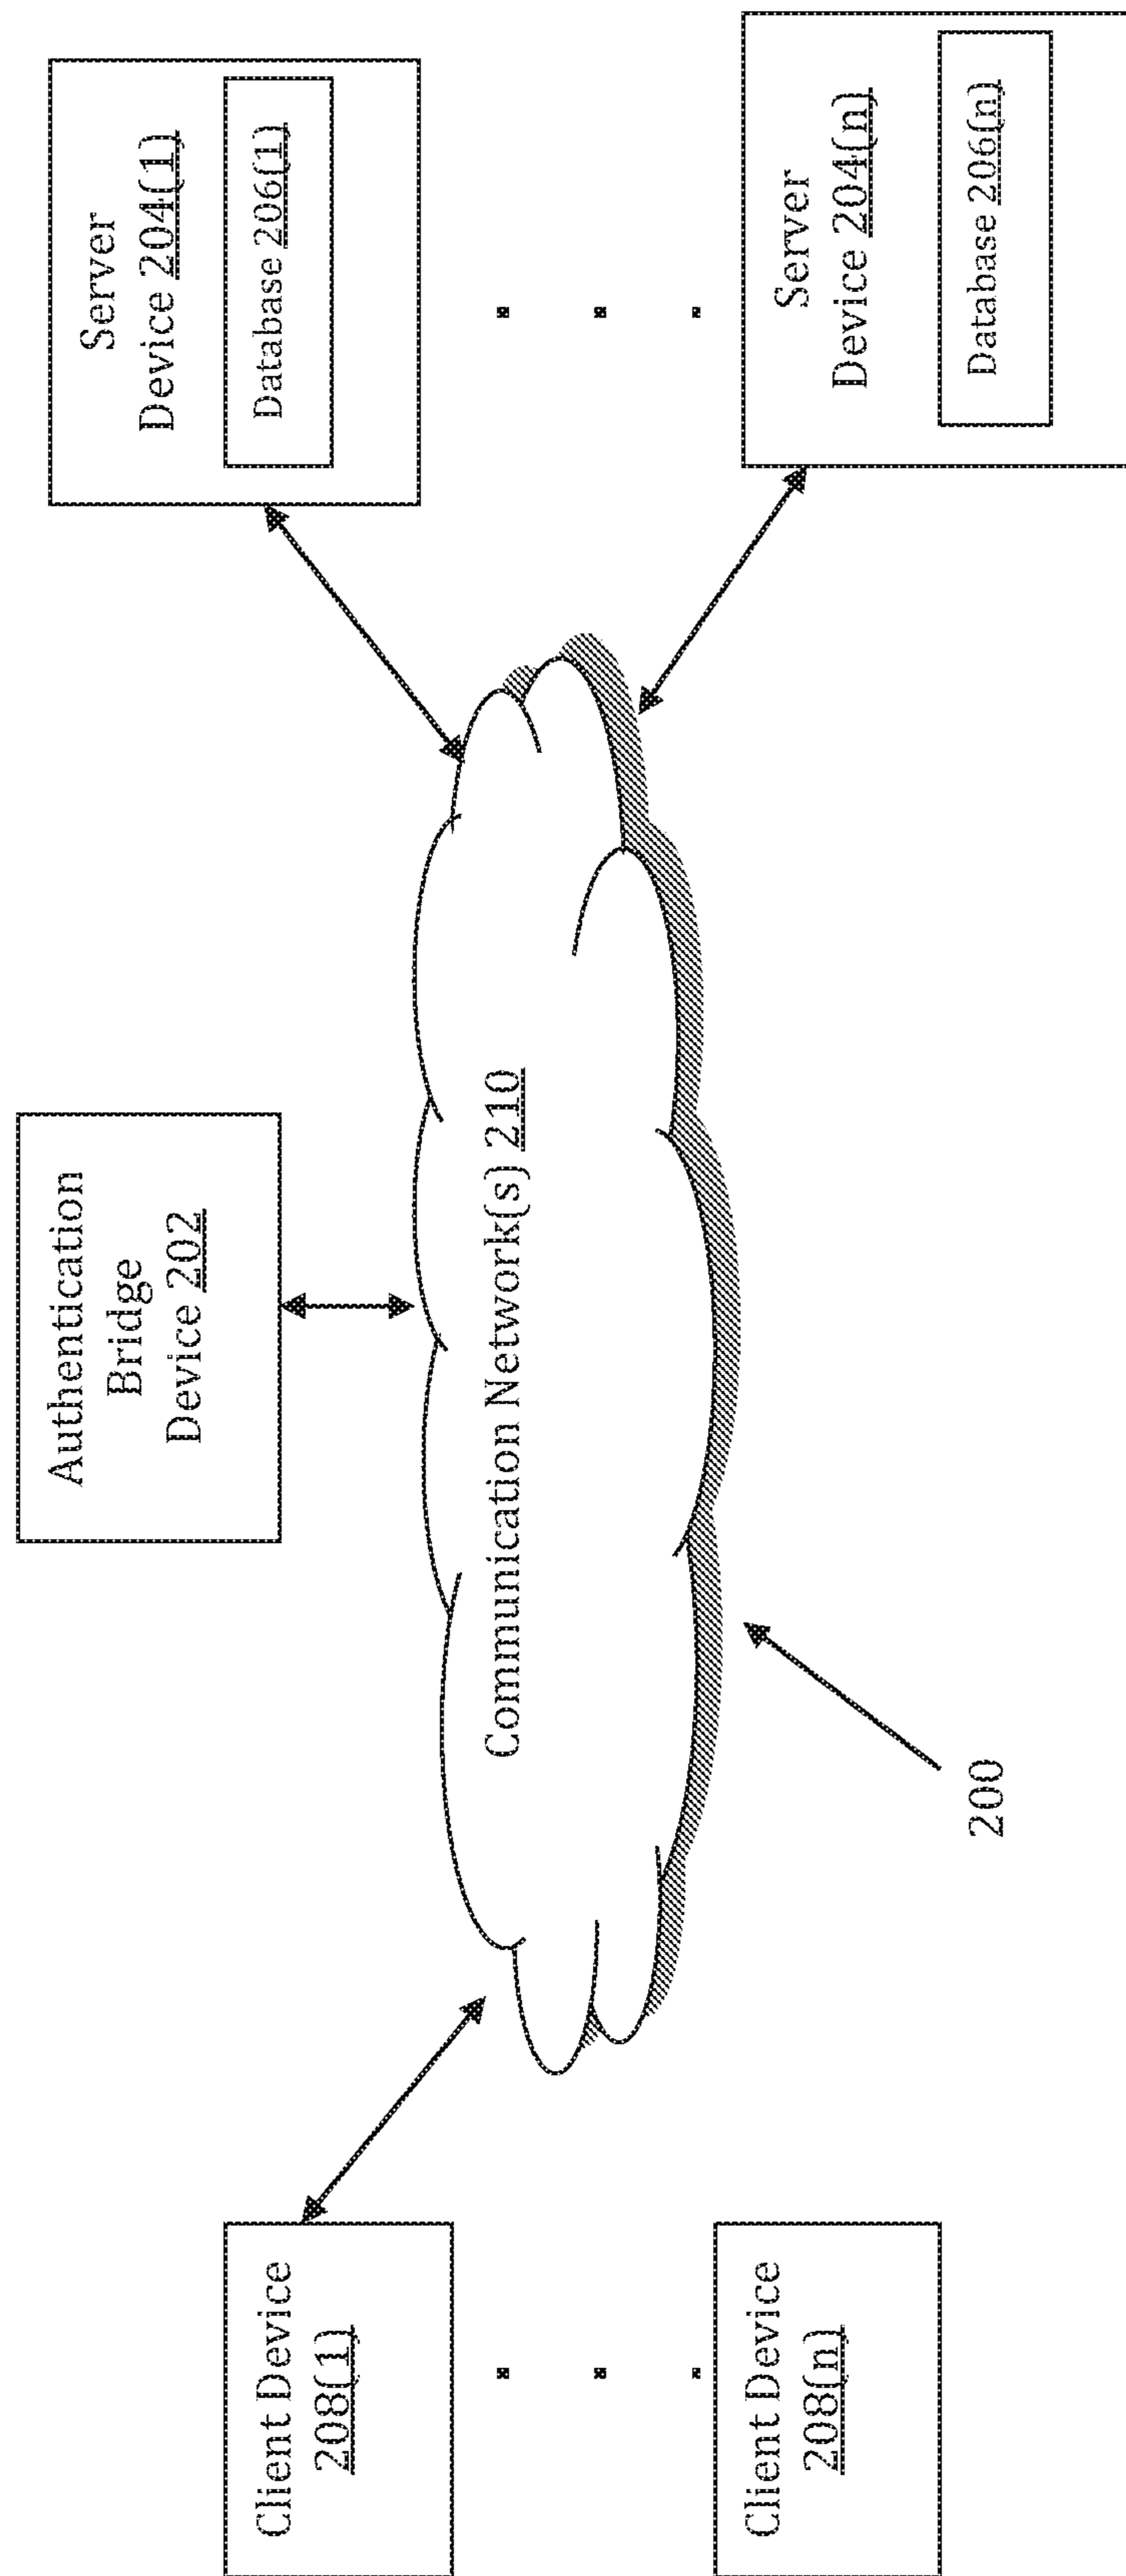 Authentication
Bridge
Device 202
Server
Device 204(1)
Database 206(1)
Client Device
208(1)
Communication Network(s) 210
Server
Device 204(n)
Database 206(n)
Client Device
208(n)
200